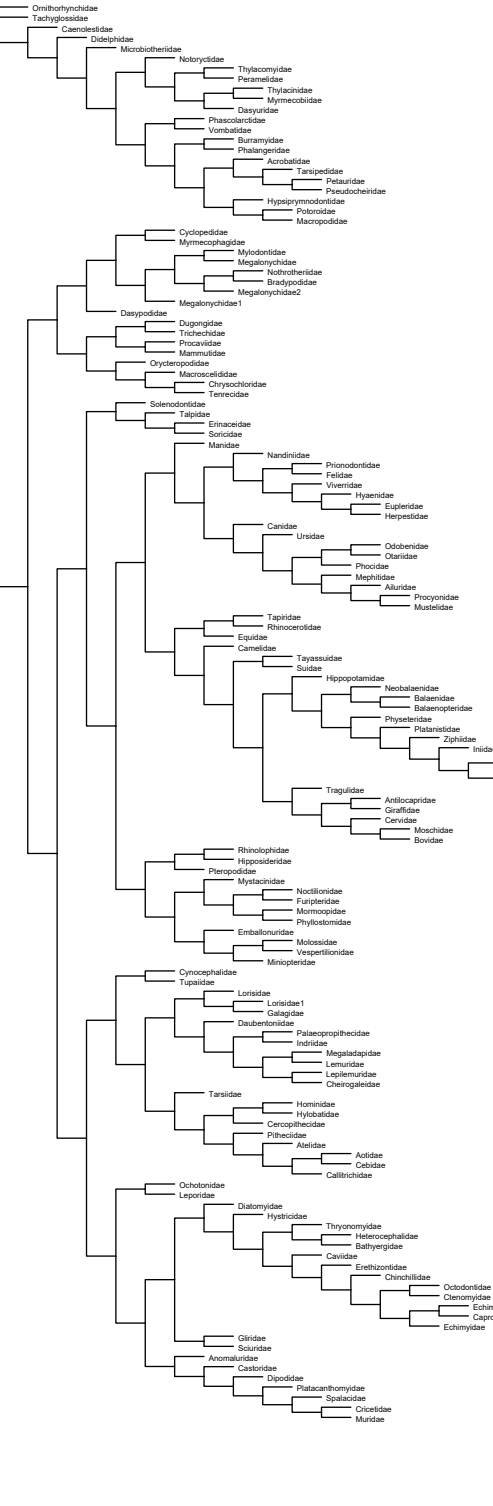 Ornithorhynchidae
Tachyglossidae
Caenolestidae
Didelphidae
Microbiotheriidae
Notoryctidae
Thylacomyidae
Peramelidae
Thylacinidae
Myrmecobiidae
Dasyuridae
Phascolarctidae
Vombatidae
Burramyidae
Phalangeridae
Acrobatidae
Tarsipedidae
Petauridae
Pseudocheiridae
Hypsiprymnodontidae
Potoroidae
Macropodidae
Cyclopedidae
Myrmecophagidae
Mylodontidae
Megalonychidae
Nothrotheriidae
Bradypodidae
Megalonychidae2
Megalonychidae1
Dasypodidae
Dugongidae
Trichechidae
Procaviidae
Mammutidae
Orycteropodidae
Macroscelididae
Chrysochloridae
Tenrecidae
Solenodontidae
Talpidae
Erinaceidae
Soricidae
Manidae
Nandiniidae
Prionodontidae
Felidae
Viverridae
Hyaenidae
Eupleridae
Herpestidae
Canidae
Ursidae
Odobenidae
Otariidae
Phocidae
Mephitidae
Ailuridae
Procyonidae
Mustelidae
Tapiridae
Rhinocerotidae
Equidae
Camelidae
Tayassuidae
Suidae
Hippopotamidae
Neobalaenidae
Balaenidae
Balaenopteridae
Physeteridae
Platanistidae
Ziphiidae
Iniidae
Tragulidae
Antilocapridae
Giraffidae
Cervidae
Moschidae
Bovidae
Rhinolophidae
Hipposideridae
Pteropodidae
Mystacinidae
Noctilionidae
Furipteridae
Mormoopidae
Phyllostomidae
Emballonuridae
Molossidae
Vespertilionidae
Miniopteridae
Cynocephalidae
Tupaiidae
Lorisidae
Lorisidae1
Galagidae
Daubentoniidae
Palaeopropithecidae
Indriidae
Megaladapidae
Lemuridae
Lepilemuridae
Cheirogaleidae
Tarsiidae
Hominidae
Hylobatidae
Cercopithecidae
Pitheciidae
Atelidae
Aotidae
Cebidae
Callitrichidae
Ochotonidae
Leporidae
Diatomyidae
Hystricidae
Thryonomyidae
Heterocephalidae
Bathyergidae
Caviidae
Erethizontidae
Chinchillidae
Octodontidae
Ctenomyidae
Echim
Capro
Echimyidae
Gliridae
Sciuridae
Anomaluridae
Castoridae
Dipodidae
Platacanthomyidae
Spalacidae
Cricetidae
Muridae